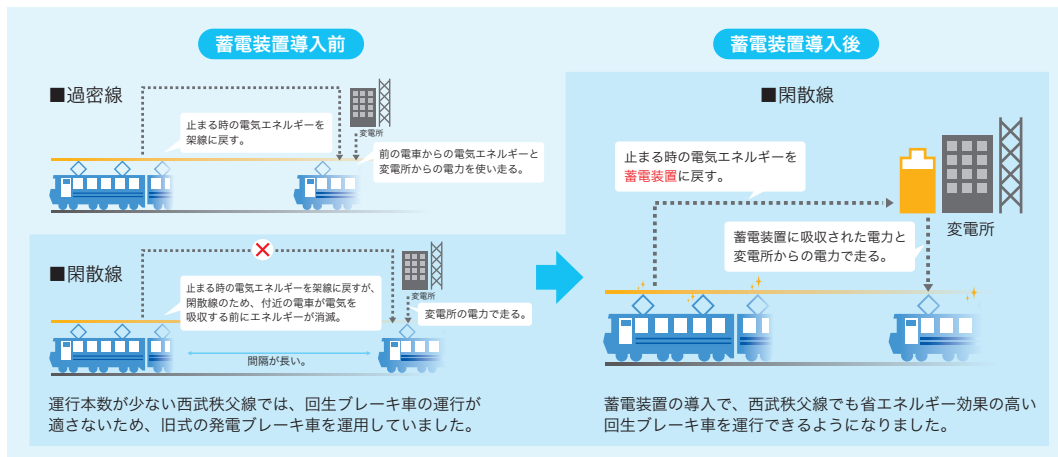 蓄電装置導入前
■過密線
止まる時の電気エネルギーを
架線に戻す。
変電所
前の電車からの電気エネルギーと
変電所からの電力を使い走る。
■閑散線
止まる時の電気エネルギーを架線に戻すが、
閑散線のため、付近の電車が電気を
吸収する前にエネルギーが消滅。
変電所
変電所の電力で走る。
間隔が長い。
運行本数が少ない西武秩父線では、回生ブレーキ車の運行が
適さないため、旧式の発電ブレーキ車を運用していました。
蓄電装置導入後
■閑散線
止まる時の電気エネルギーを
蓄電装置に戻す。
変電所
蓄電装置に吸収された電力と
変電所からの電力で走る。
蓄電装置の導入で、西武秩父線でも省エネルギー効果の高い
回生ブレーキ車を運行できるようになりました。